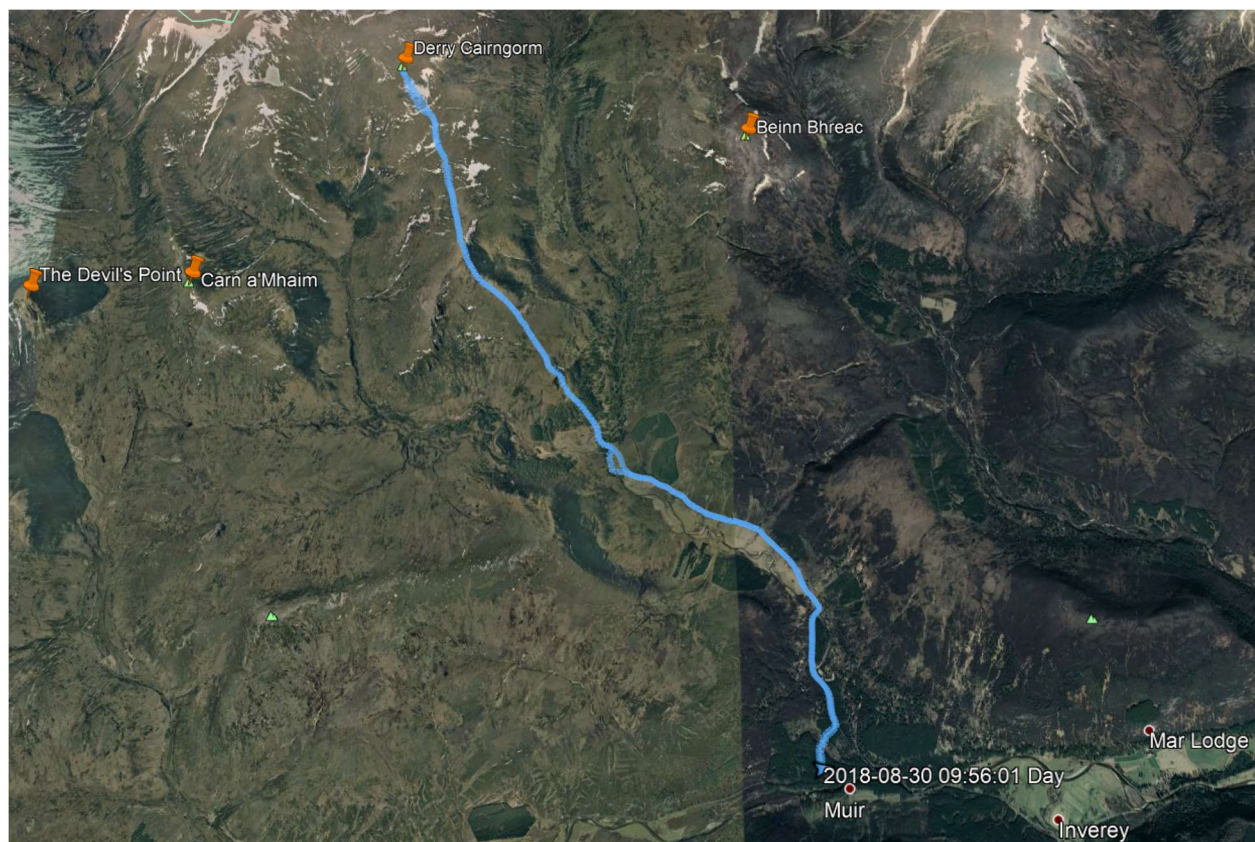 Derry Cairngorm
Beinn Bhreac
The Devil's Point
Carn a'Mhaim
Mar Lodge
2018-08-30 09:56:01 Day
Muir
Inverey